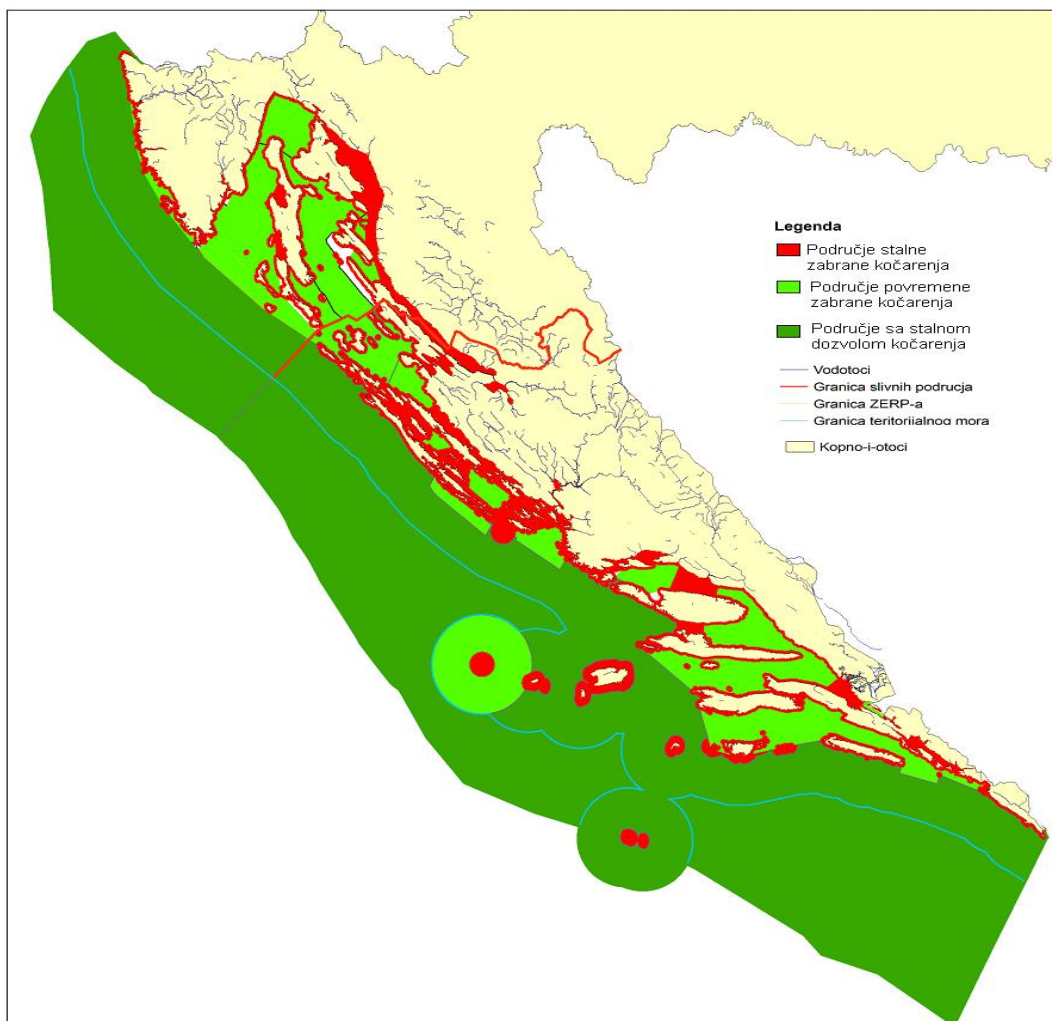 Legenda
Područje stalne
zabrane kočarenja
Područje povremene
zabrane kočarenja
Područje sa stalnom
dozvolom kočarenja
Vodotoci
Granica slivnih podrucja
Granica ZERP-a
Granica teritorijalnog mora
Kopno-i-otoci